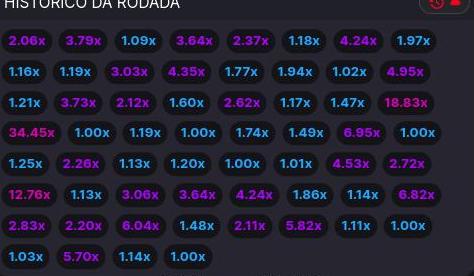 HISTÓRICO DA RODADA
2.06x 3.79x 1.09x 3.64x 2.37x 1.18x 4.24x 1.97x
1.16x 1.19x 3.03x 4.35x 1.77x 1.94x 1.02x 4.95x
1.21x 3.73x 2.12x 1.60x 2.62x 1.17x 1.47x 18.83x
34.45x 1.00x 1.19x 1.00x 1.74x 1.49x 6.95x 1.00x
1.25x 2.26x 1.13x 1.20x 1.00x 1.01x 4.53x 2.72x
12.76x 1.13x 3.06x 3.64x 4.24x 1.86x 1.14x 6.82x
2.83x 2.20x 6.04x 1.48x 2.11x 5.82x 1.11x 1.00x
1.03x 5.70x 1.14x 1.00x